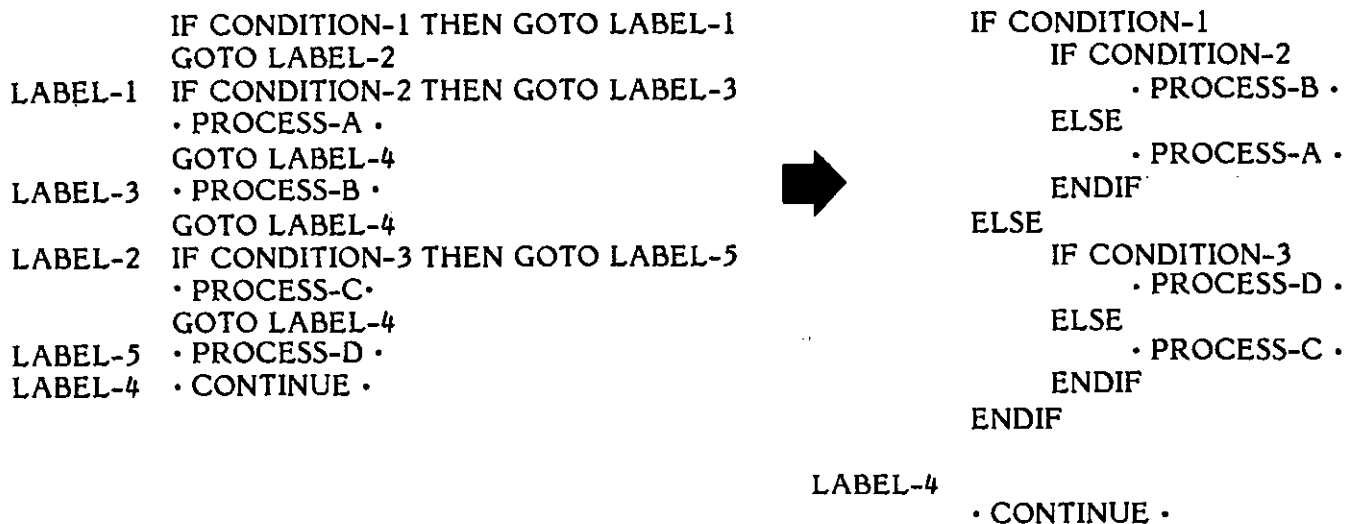 IF CONDITION-1 THEN GOTO LABEL-1
GOTO LABEL-2
LABEL-1 IF CONDITION-2 THEN GOTO LABEL-3
· PROCESS-A ·
GOTO LABEL-4
LABEL-3 · PROCESS-B ·
GOTO LABEL-4
LABEL-2 IF CONDITION-3 THEN GOTO LABEL-5
· PROCESS-C·
GOTO LABEL-4
LABEL-5 · PROCESS-D ·
LABEL-4 · CONTINUE ·
IF CONDITION-1
IF CONDITION-2
· PROCESS-B ·
ELSE
· PROCESS-A ·
ENDIF
ELSE
IF CONDITION-3
· PROCESS-D ·
ELSE
· PROCESS-C ·
ENDIF
ENDIF
LABEL-4
· CONTINUE ·